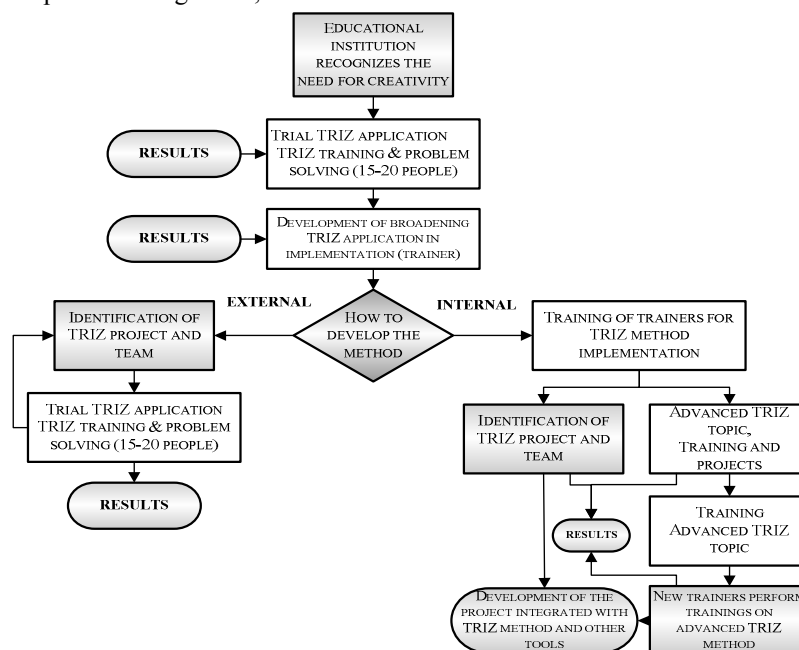 EDUCATIONAL
INSTITUTION
RECOGNIZES THE
NEED FOR CREATIVITY
RESULTS
TRIAL TRIZ APPLICATION
TRIZ TRAINING & PROBLEM
SOLVING (15-20 PEOPLE)
RESULTS
DEVELOPMENT OF BROADENING
TRIZ APPLICATION IN
IMPLEMENTATION (TRAINER)
EXTERNAL
INTERNAL
HOW TO
DEVELOP THE
METHOD
IDENTIFICATION OF
TRIZ PROJECT AND
TEAM
TRIAL TRIZ APPLICATION
TRIZ TRAINING & PROBLEM
SOLVING (15-20 PEOPLE)
RESULTS
TRAINING OF TRAINERS FOR
TRIZ METHOD
IMPLEMENTATION
IDENTIFICATION OF
TRIZ PROJECT AND
TEAM
ADVANCED TRIZ
TOPIC,
TRAINING AND
PROJECTS
TRAINING
ADVANCED TRIZ
TOPIC
RESULTS
DEVELOPMENT OF THE
PROJECT INTEGRATED WITH
TRIZ METHOD AND OTHER
TOOLS
NEW TRAINERS PERFORM
TRAININGS ON
ADVANCED TRIZ
METHOD